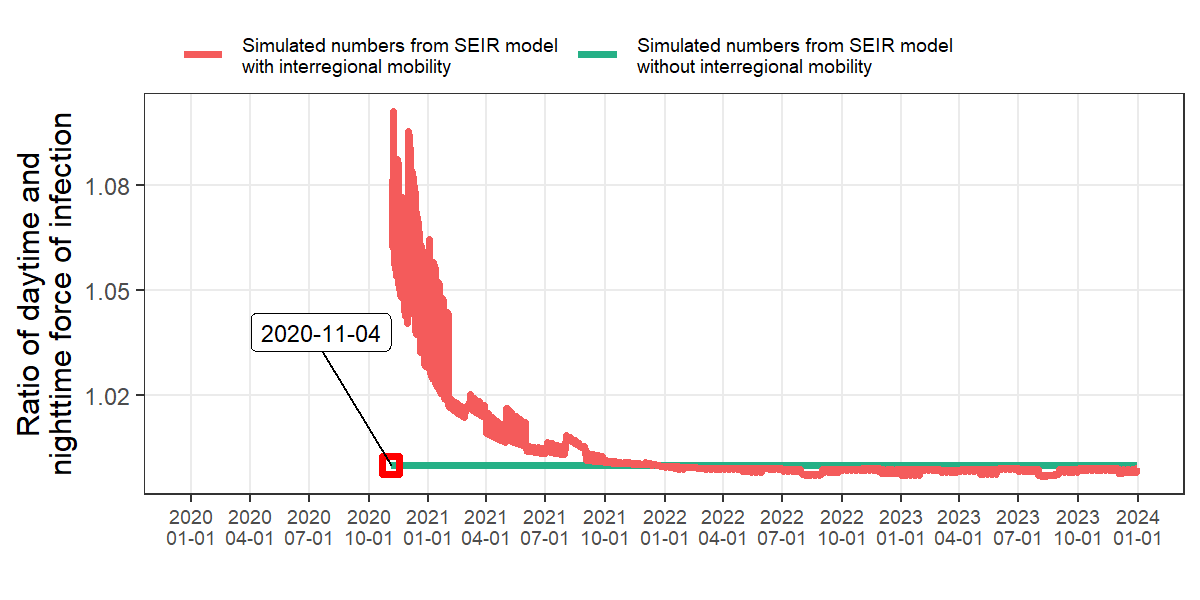 Simulated numbers from SEIR model
with interregional mobility
Simulated numbers from SEIR model
without interregional mobility
Ratio of daytime and
nighttime force of infection
1.08
1.05
1.02
2020-11-04
2020 2020 2020 2020 2021 2021 2021 2021 2022 2022 2022 2022 2023 2023 2023 2023 2024
01-01 04-01 07-01 10-01 01-01 04-01 07-01 10-01 01-01 04-01 07-01 10-01 01-01 04-01 07-01 10-01 01-01